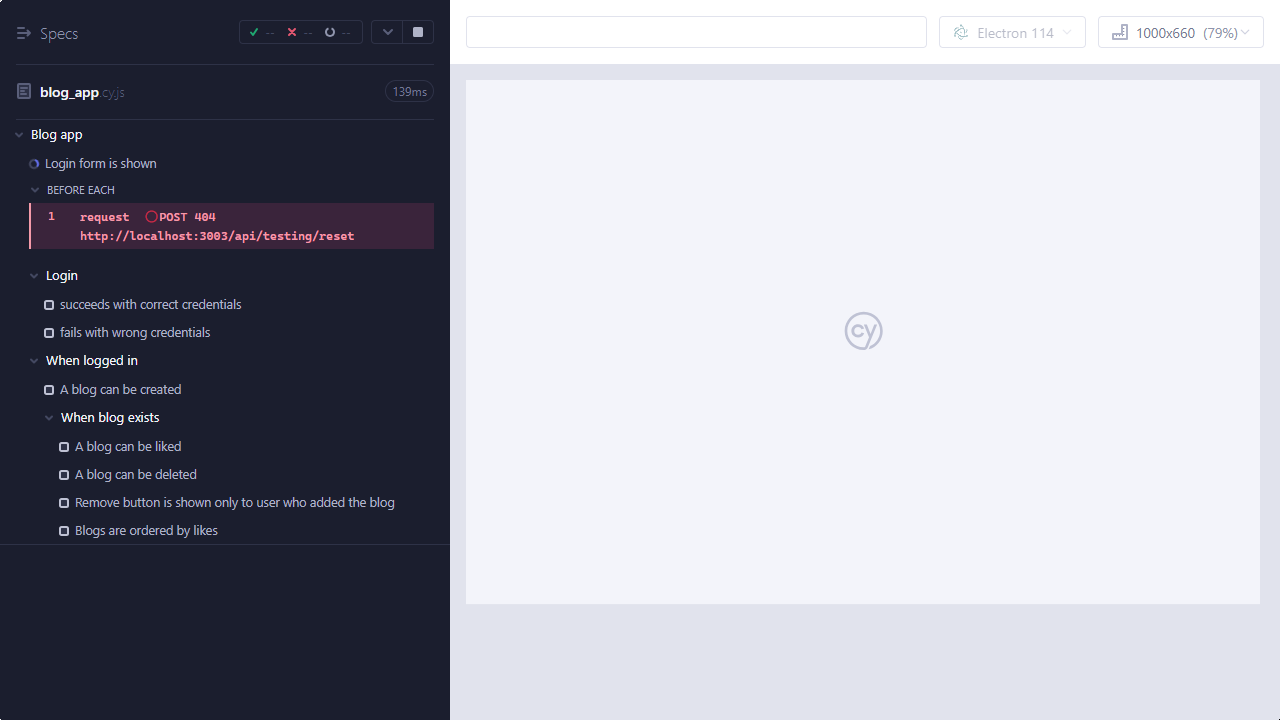 Specs
-- -- --
blog_app.cy.js
139ms
Blog app
Login form is shown
BEFORE EACH
1 request POST 404
http://localhost:3003/api/testing/reset
Login
succeeds with correct credentials
fails with wrong credentials
When logged in
A blog can be created
When blog exists
A blog can be liked
A blog can be deleted
Remove button is shown only to user who added the blog
Blogs are ordered by likes
Electron 114
1000x660 (79%)
cy